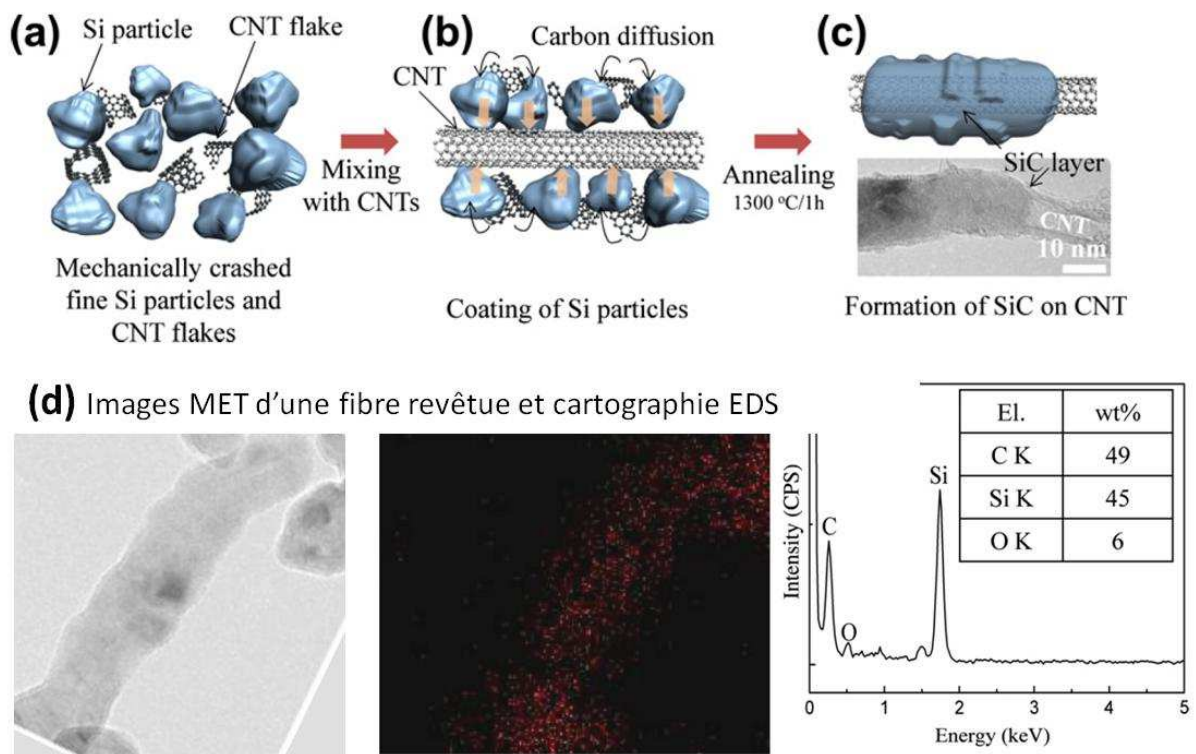 (a)
Si particle
CNT flake
Mechanically crashed
fine Si particles and
CNT flakes
Mixing
with CNTs
(b)
Carbon diffusion
CNT
Coating of Si particles
Annealing
1300 °C/1h
(c)
SiC layer
CNT
10 nm
Formation of SiC on CNT
(d) Images MET d'une fibre revêtue et cartographie EDS
Intensity (CPS)
C
O
Si
El. wt%
C K 49
Si K 45
O K 6
0 1 2 3 4 5
Energy (keV)